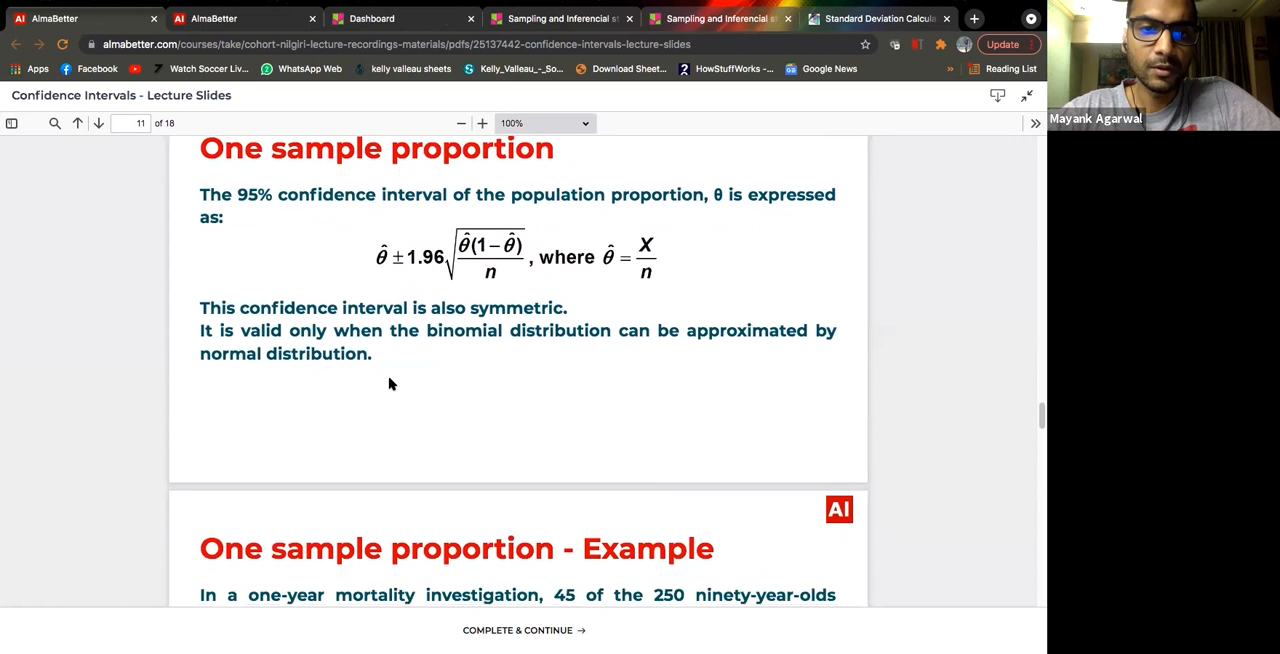 AI AlmaBetter × AI AlmaBetter × Dashboard × Sampling and Inferencial st × Sampling and Inferencial st × Standard Deviation Calcula ×
almabetter.com/courses/take/cohort-nilgiri-lecture-recordings-materials/pdfs/25137442-confidence-intervals-lecture-slides Update
Apps Facebook Watch Soccer Liv... WhatsApp Web kelly valleau sheets Kelly_Valleau_-_So... Download Sheet... HowStuffWorks -... Google News » Reading List
Confidence Intervals - Lecture Slides
Mayank Agarwal
11 of 18 100%
One sample proportion
The 95% confidence interval of the population proportion, θ is expressed
as:
θ̂ ± 1.96 √(θ̂(1 − θ̂)/n) , where θ̂ = X/n
This confidence interval is also symmetric.
It is valid only when the binomial distribution can be approximated by
normal distribution.
AI
One sample proportion - Example
In a one-year mortality investigation, 45 of the 250 ninety-year-olds
COMPLETE & CONTINUE →